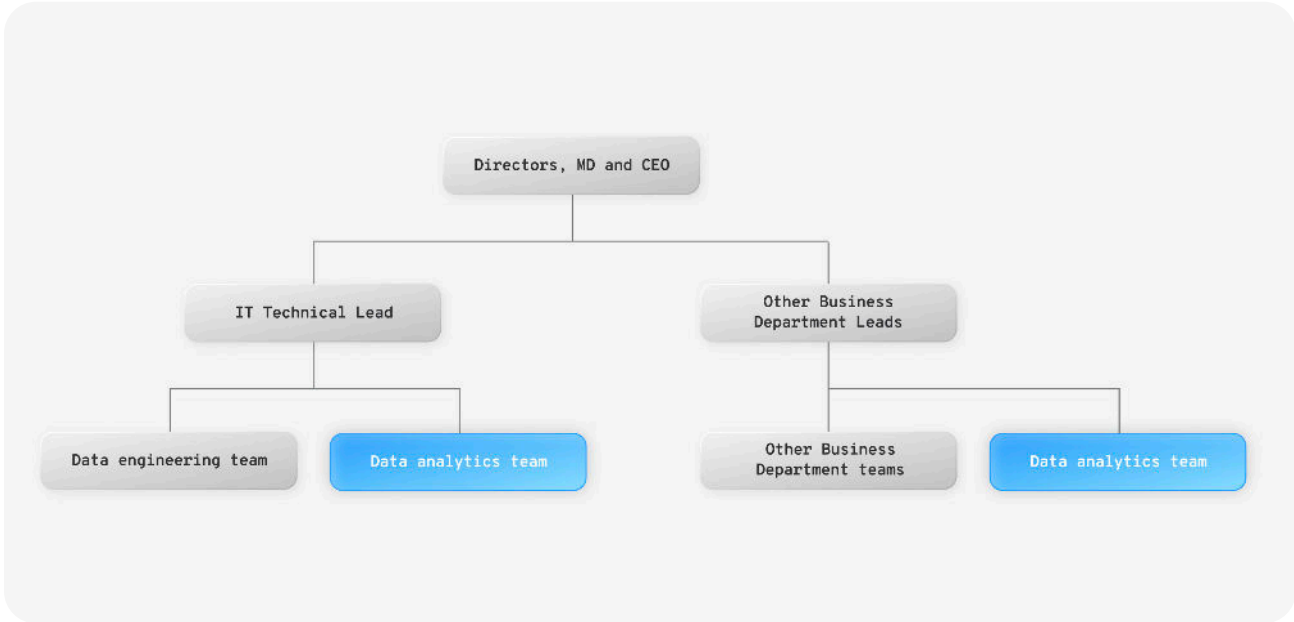 Directors, MD and CEO
IT Technical Lead
Other Business
Department Leads
Data engineering team
Data analytics team
Other Business
Department teams
Data analytics team